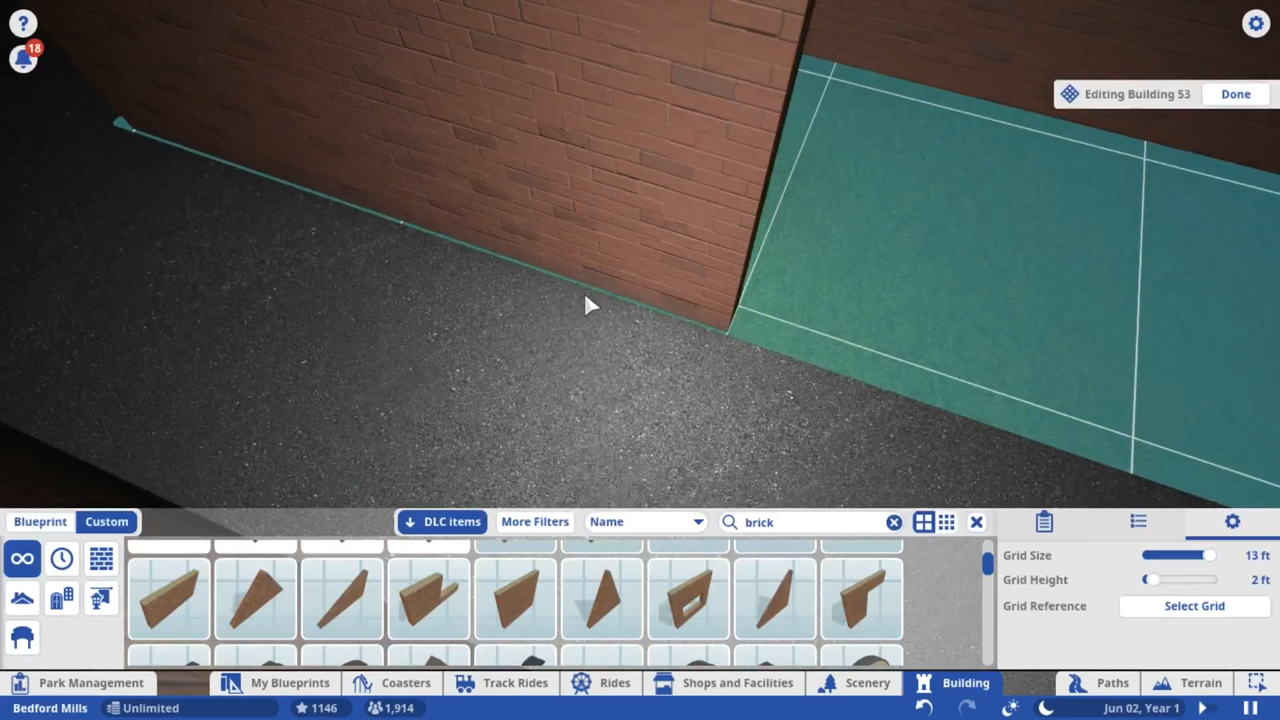 ?
18
Editing Building 53 Done
Blueprint Custom DLC items More Filters Name brick
Grid Size 13 ft
Grid Height 2 ft
Grid Reference Select Grid
Park Management My Blueprints Coasters Track Rides Rides Shops and Facilities Scenery Building Paths Terrain
Bedford Mills Unlimited 1146 1,914 Jun 02, Year 1